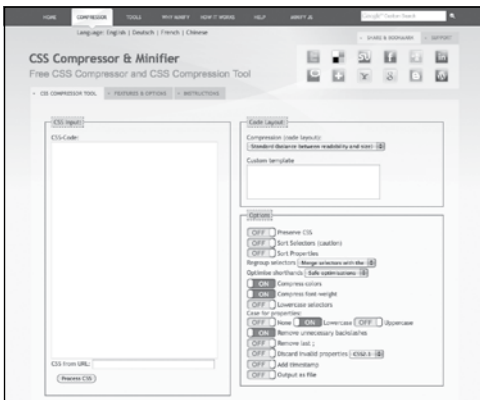 HOME COMPRESSOR TOOLS WHY MINIFY HOW IT WORKS HELP MINIFY JS Google™ Custom Search
Language: English | Deutsch | French | Chinese
SHARE & BOOKMARK SUPPORT
CSS Compressor & Minifier
Free CSS Compressor and CSS Compression Tool
CSS COMPRESSOR TOOL FEATURES & OPTIONS INSTRUCTIONS
CSS Input:
CSS-Code:
CSS from URL:
Process CSS
Code Layout:
Compression (code layout):
Standard (balance between readability and size)
Custom template
Options
OFF Preserve CSS
OFF Sort Selectors (caution)
OFF Sort Properties
Regroup selectors Merge selectors with the
Optimise shorthands Safe optimisations
ON Compress colors
ON Compress font weight
OFF Lowercase selectors
Case for properties:
OFF None ON Lowercase OFF Uppercase
ON Remove unnecessary backslashes
OFF Remove last ;
OFF Discard invalid properties CSS2.1
OFF Add timestamp
OFF Output as file